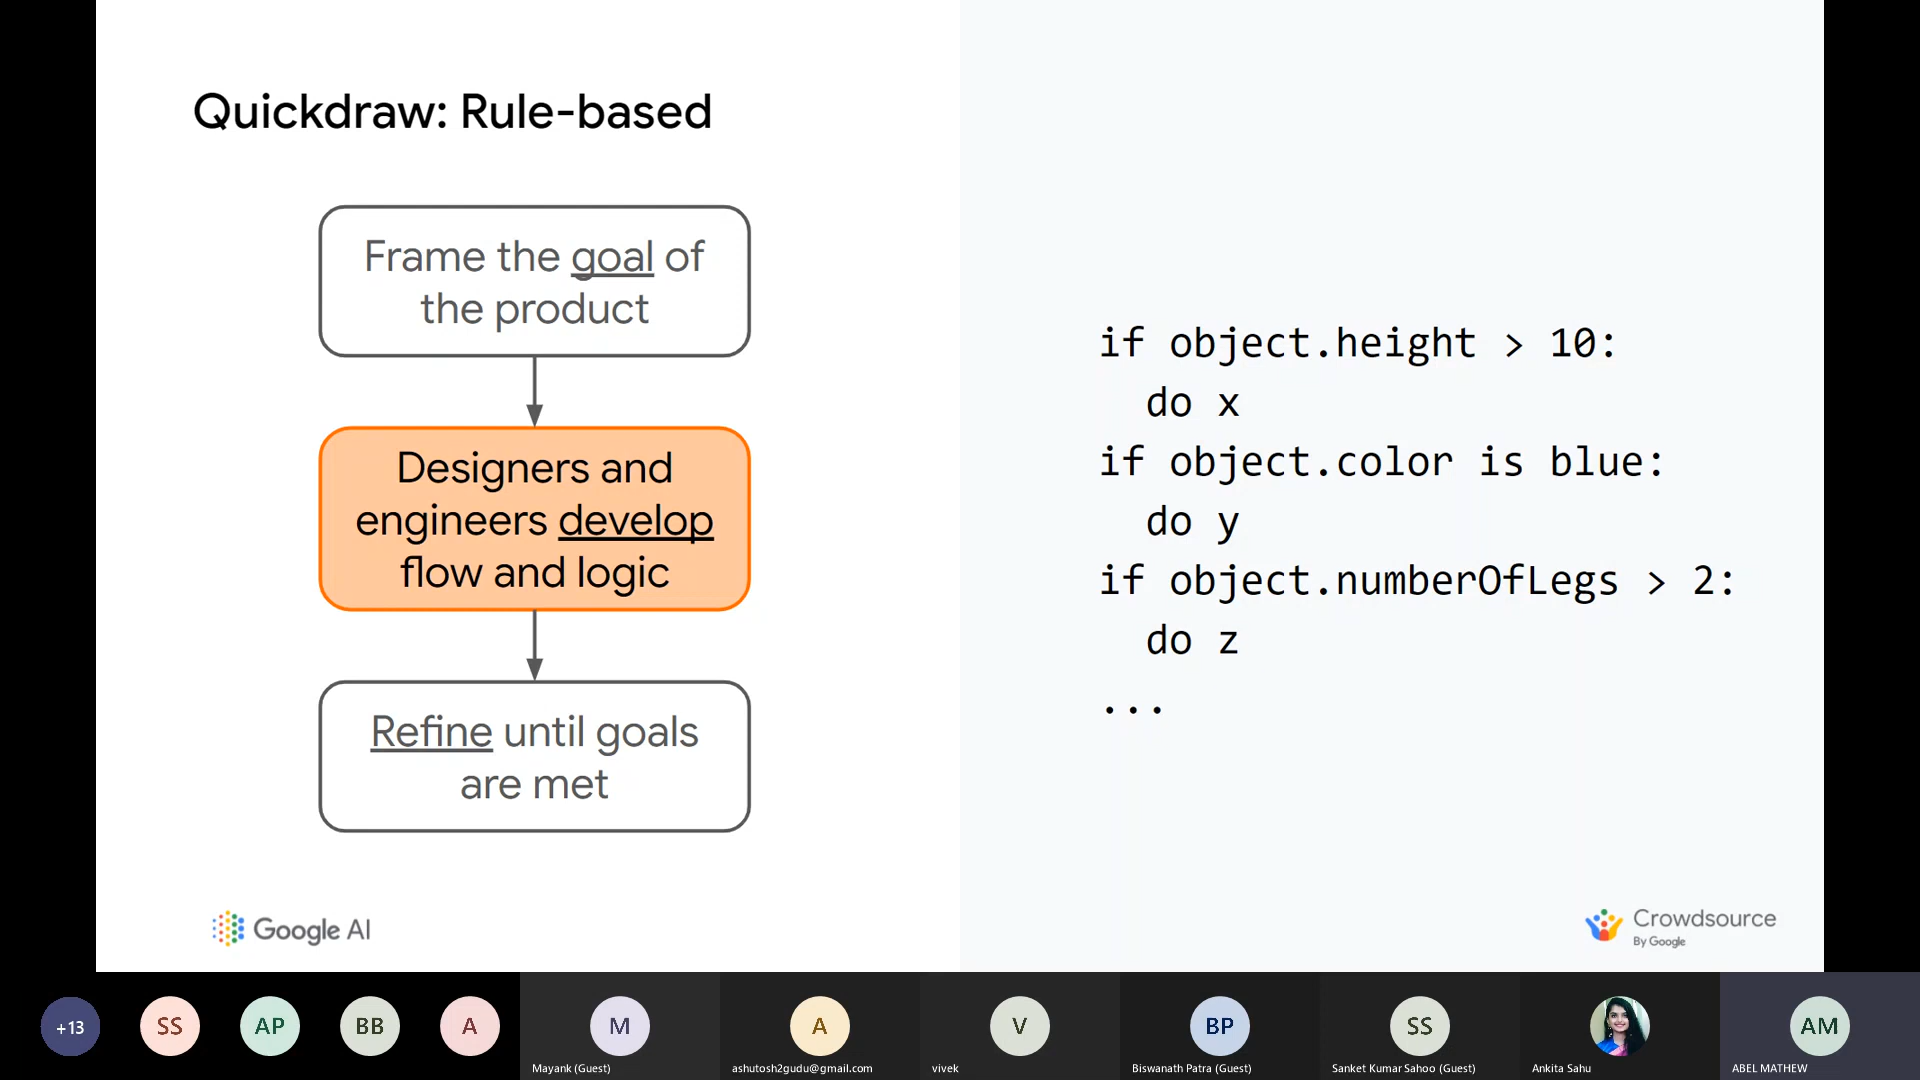 Quickdraw: Rule-based
Frame the goal of
the product
Designers and
engineers develop
flow and logic
Refine until goals
are met
if object.height > 10:
do x
if object.color is blue:
do y
if object.numberOfLegs > 2:
do z
...
Google AI
Crowdsource
By Google
+13
SS
AP
BB
A
M
Mayank (Guest)
A
ashutosh2gudu@gmail.com
V
vivek
BP
Biswanath Patra (Guest)
SS
Sanket Kumar Sahoo (Guest)
Ankita Sahu
AM
ABEL MATHEW